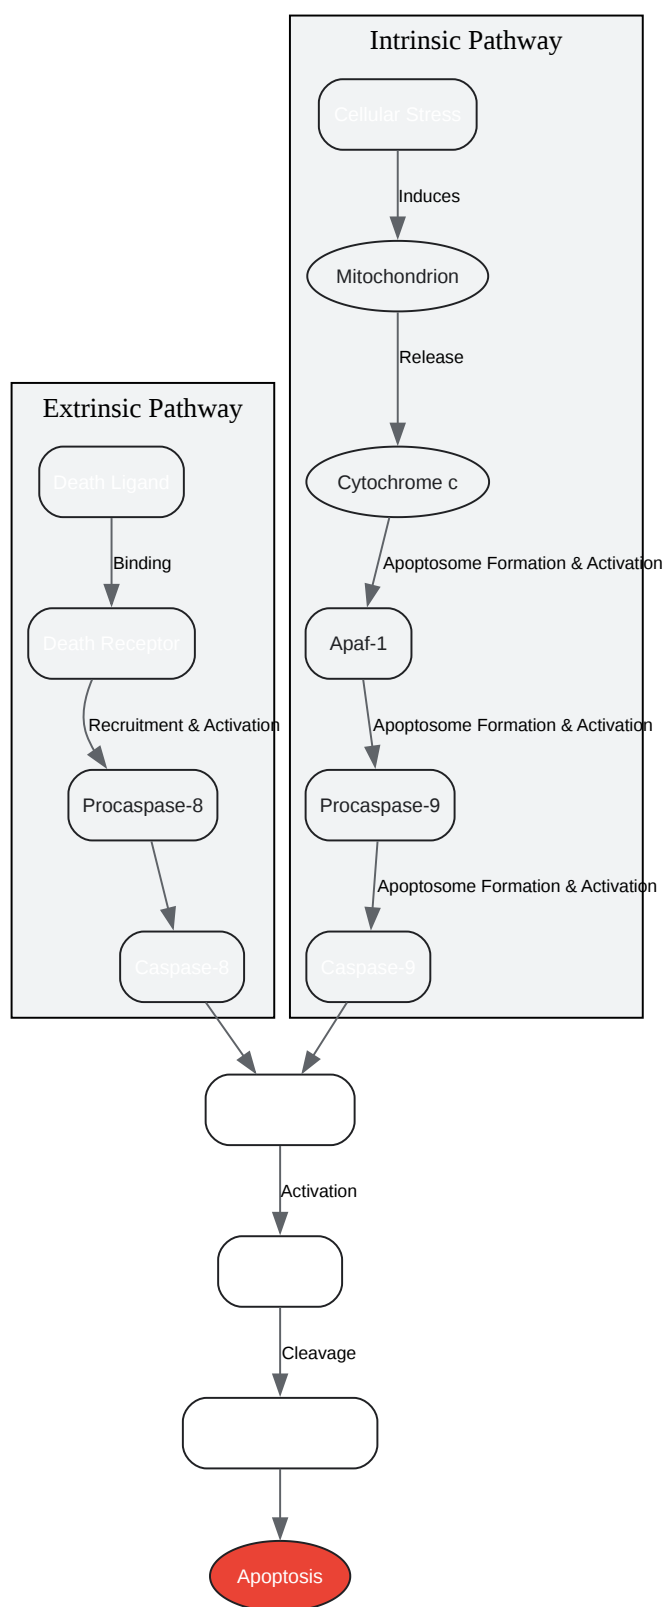 Intrinsic Pathway
Cellular Stress
Induces
Mitochondrion
Release
Cytochrome c
Apoptosome Formation & Activation
Apaf-1
Apoptosome Formation & Activation
Procaspase-9
Apoptosome Formation & Activation
Caspase-9
Extrinsic Pathway
Death Ligand
Binding
Death Receptor
Recruitment & Activation
Procaspase-8
Caspase-8
Activation
Cleavage
Apoptosis